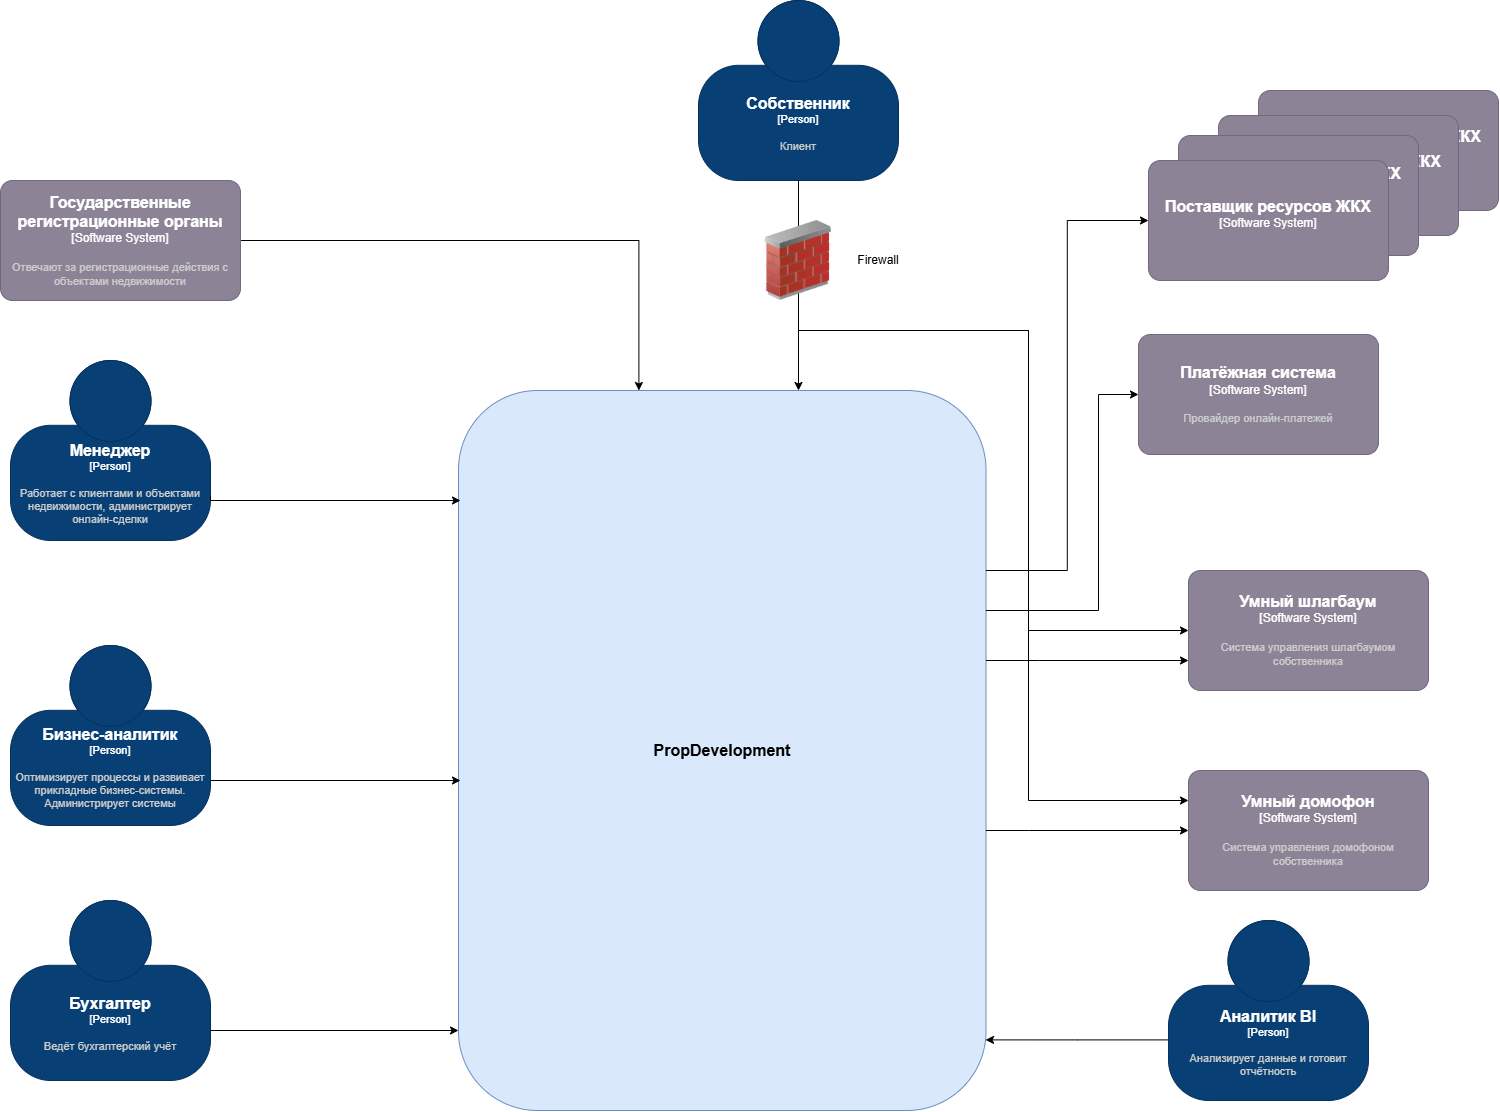 Собственник
[Person]
Клиент
Государственные
регистрационные органы
[Software System]
Отвечают за регистрационные действия с
объектами недвижимости
Firewall
КХ
КХ
Поставщик ресурсов ЖКХ
[Software System]
Платёжная система
[Software System]
Провайдер онлайн-платежей
Менеджер
[Person]
Работает с клиентами и объектами
недвижимости, администрирует
онлайн-сделки
Умный шлагбаум
[Software System]
Система управления шлагбаумом
собственника
Бизнес-аналитик
[Person]
Оптимизирует процессы и развивает
прикладные бизнес-системы.
Администрирует системы
PropDevelopment
Умный домофон
[Software System]
Система управления домофоном
собственника
Бухгалтер
[Person]
Ведёт бухгалтерский учёт
Аналитик BI
[Person]
Анализирует данные и готовит
отчётность